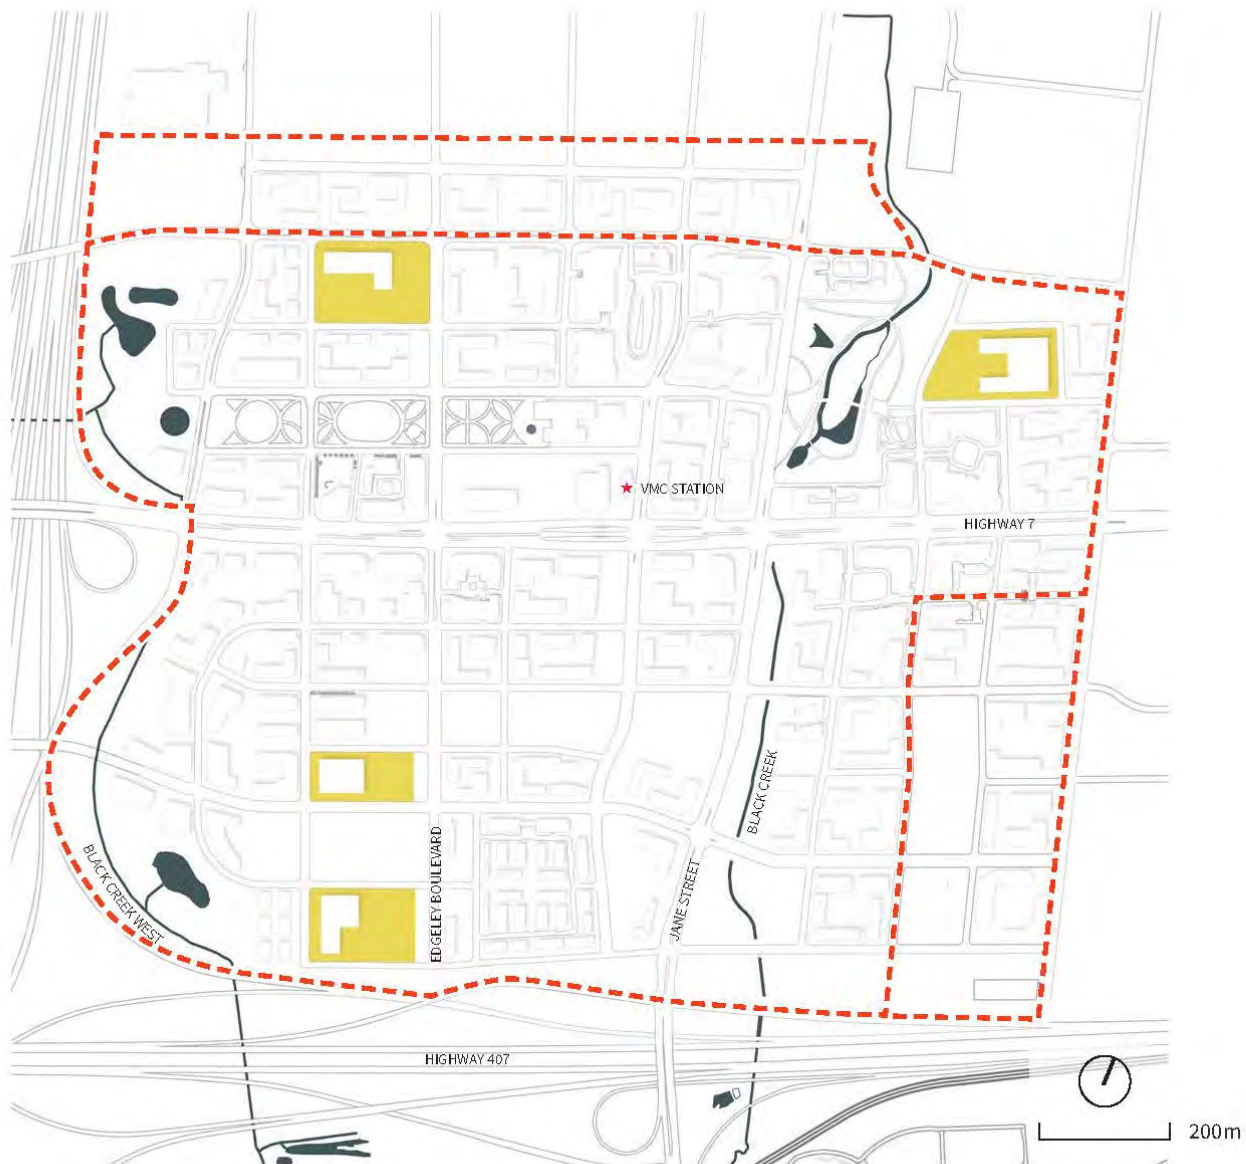 VMC STATION
HIGHWAY 7
BLACK CREEK
EDGELEY BOULEVARD
JANE STREET
BLACK CREEK WEST
HIGHWAY 407
200m